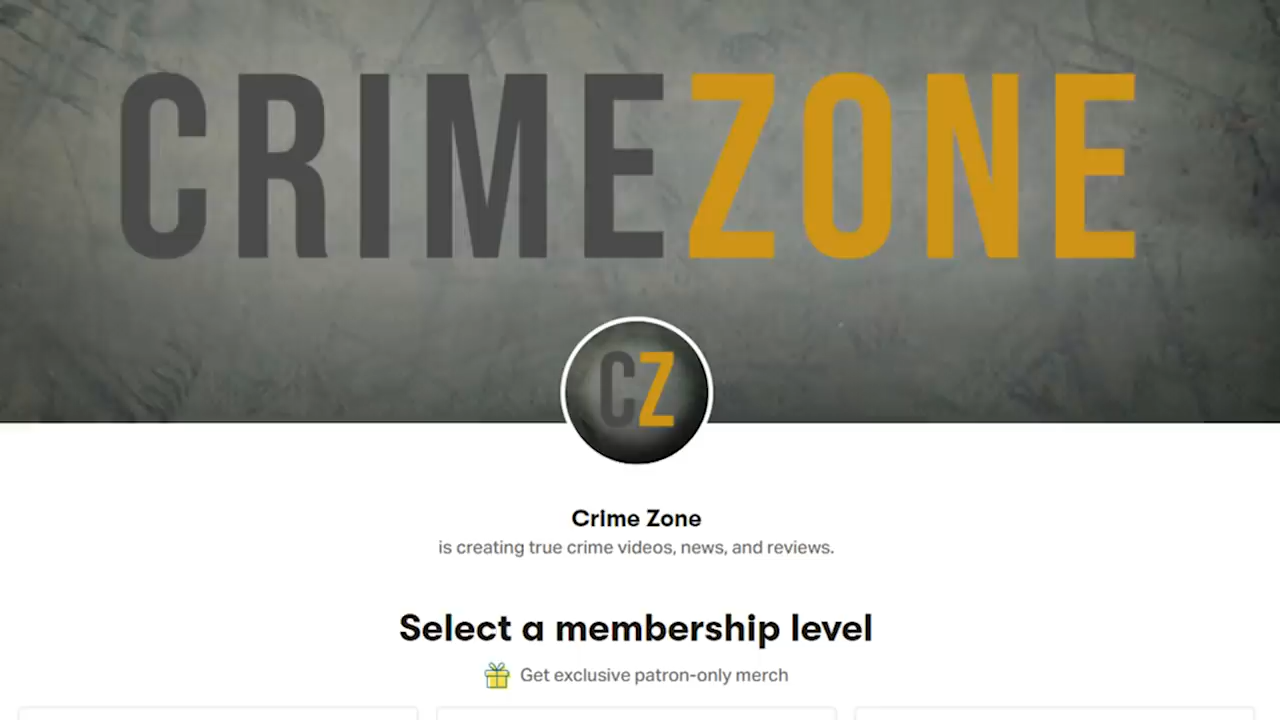 CRIMEZONE
CZ
Crime Zone
is creating true crime videos, news, and reviews.
Select a membership level
Get exclusive patron-only merch